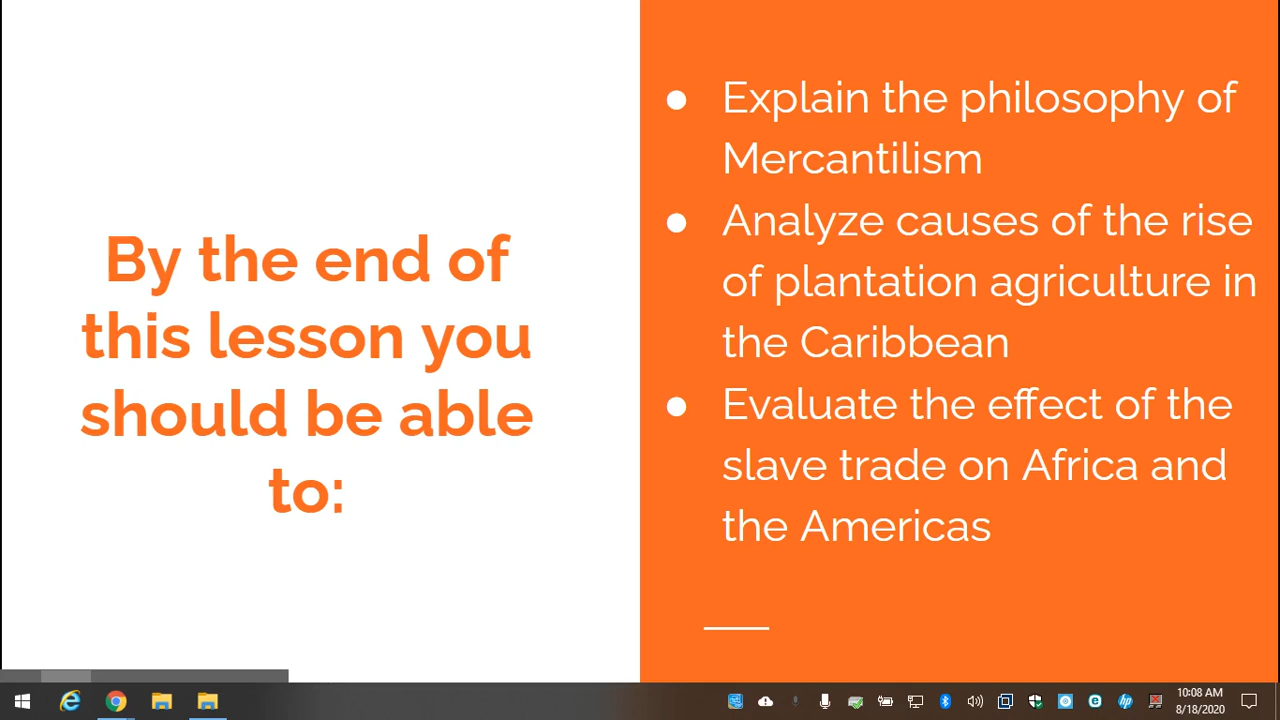 By the end of
this lesson you
should be able
to:
● Explain the philosophy of
Mercantilism
● Analyze causes of the rise
of plantation agriculture in
the Caribbean
● Evaluate the effect of the
slave trade on Africa and
the Americas
10:08 AM
8/18/2020